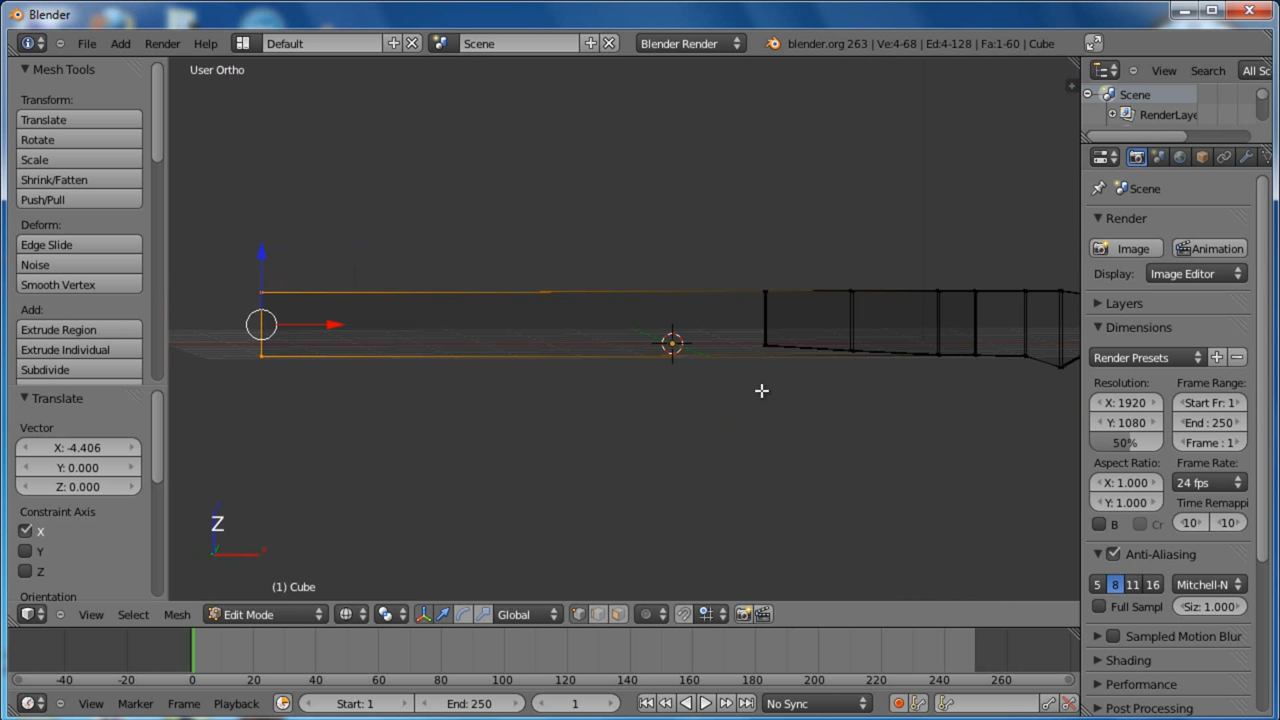 Blender
File Add Render Help Default Scene Blender Render blender.org 263 | Ve:4-68 | Ed:4-128 | Fa:1-60 | Cube
Mesh Tools
Transform:
Translate
Rotate
Scale
Shrink/Fatten
Push/Pull
Deform:
Edge Slide
Noise
Smooth Vertex
Add:
Extrude Region
Extrude Individual
Subdivide
Translate
Vector
X: -4.406
Y: 0.000
Z: 0.000
Constraint Axis
X
Y
Z
Orientation
User Ortho
Z
(1) Cube
View Select Mesh Edit Mode Global
-40 -20 0 20 40 60 80 100 120 140 160 180 200 220 240 260
View Marker Frame Playback Start: 1 End: 250 1 No Sync
View Search All Sc
Scene
RenderLaye
Scene
Render
Image Animation
Display: Image Editor
Layers
Dimensions
Render Presets
Resolution: Frame Range:
X: 1920 Start Fr: 1
Y: 1080 End : 250
50% Frame : 1
Aspect Ratio: Frame Rate:
X: 1.000 24 fps
Y: 1.000 Time Remappi
B Cr 10 10
Anti-Aliasing
5 8 11 16 Mitchell-N
Full Sampl Siz: 1.000
Sampled Motion Blur
Shading
Performance
Post Processing